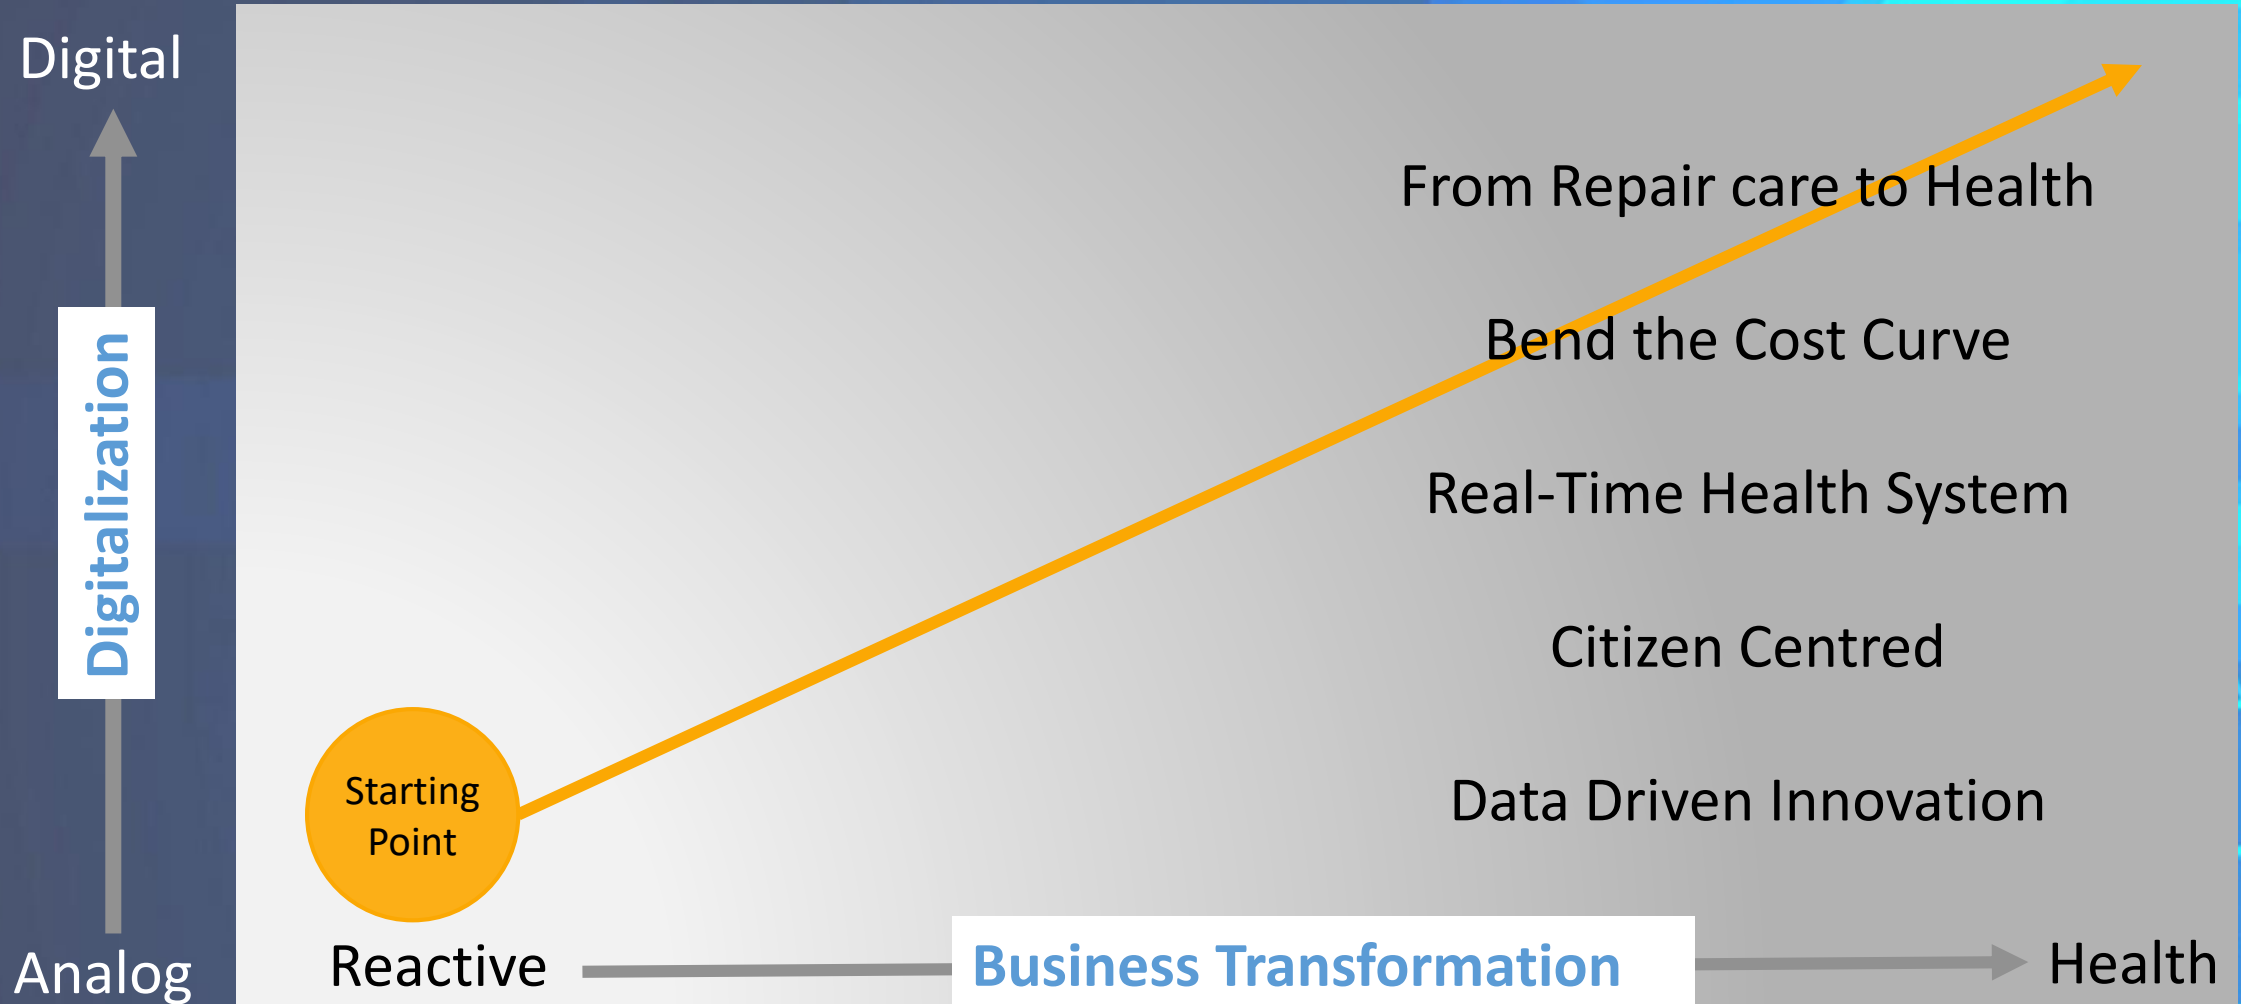 Digital
From Repair care to Health
Bend the Cost Curve
Digitalization
Real-Time Health System
Citizen Centred
Starting
Point
Data Driven Innovation
Analog
Reactive
Business Transformation
Health